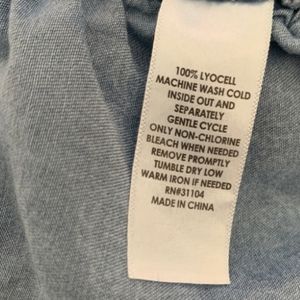 100% LYOCELL
MACHINE WASH COLD
INSIDE OUT AND
SEPARATELY
GENTLE CYCLE
ONLY NON-CHLORINE
BLEACH WHEN NEEDED
REMOVE PROMPTLY
TUMBLE DRY LOW
WARM IRON IF NEEDED
RN#31104
MADE IN CHINA